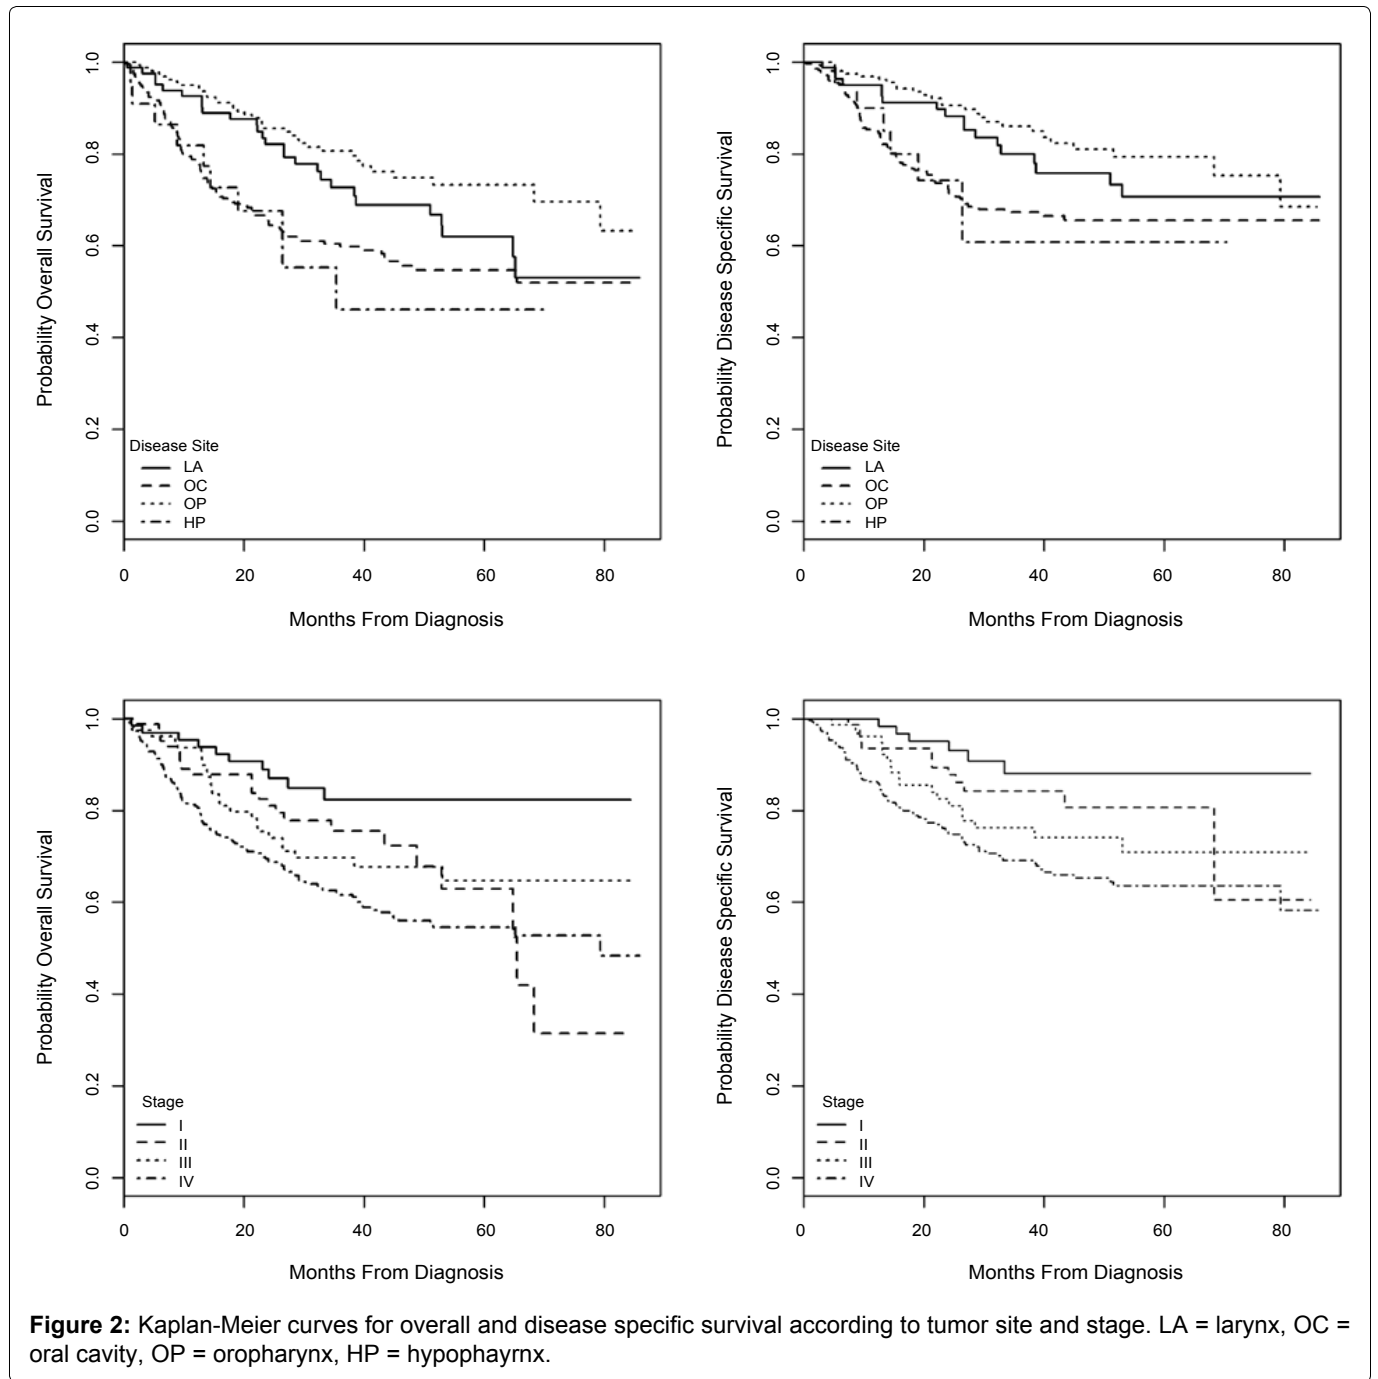 1.0
0.8
0.6
0.4
0.2
0.0
Probability Overall Survival
Disease Site
LA
OC
OP
HP
0 20 40 60 80
Months From Diagnosis
1.0
0.8
0.6
0.4
0.2
0.0
Probability Disease Specific Survival
Disease Site
LA
OC
OP
HP
0 20 40 60 80
Months From Diagnosis
1.0
0.8
0.6
0.4
0.2
0.0
Probability Overall Survival
Stage
I
II
III
IV
0 20 40 60 80
Months From Diagnosis
1.0
0.8
0.6
0.4
0.2
0.0
Probability Disease Specific Survival
Stage
I
II
III
IV
0 20 40 60 80
Months From Diagnosis
Figure 2: Kaplan-Meier curves for overall and disease specific survival according to tumor site and stage. LA = larynx, OC =
oral cavity, OP = oropharynx, HP = hypophayrnx.